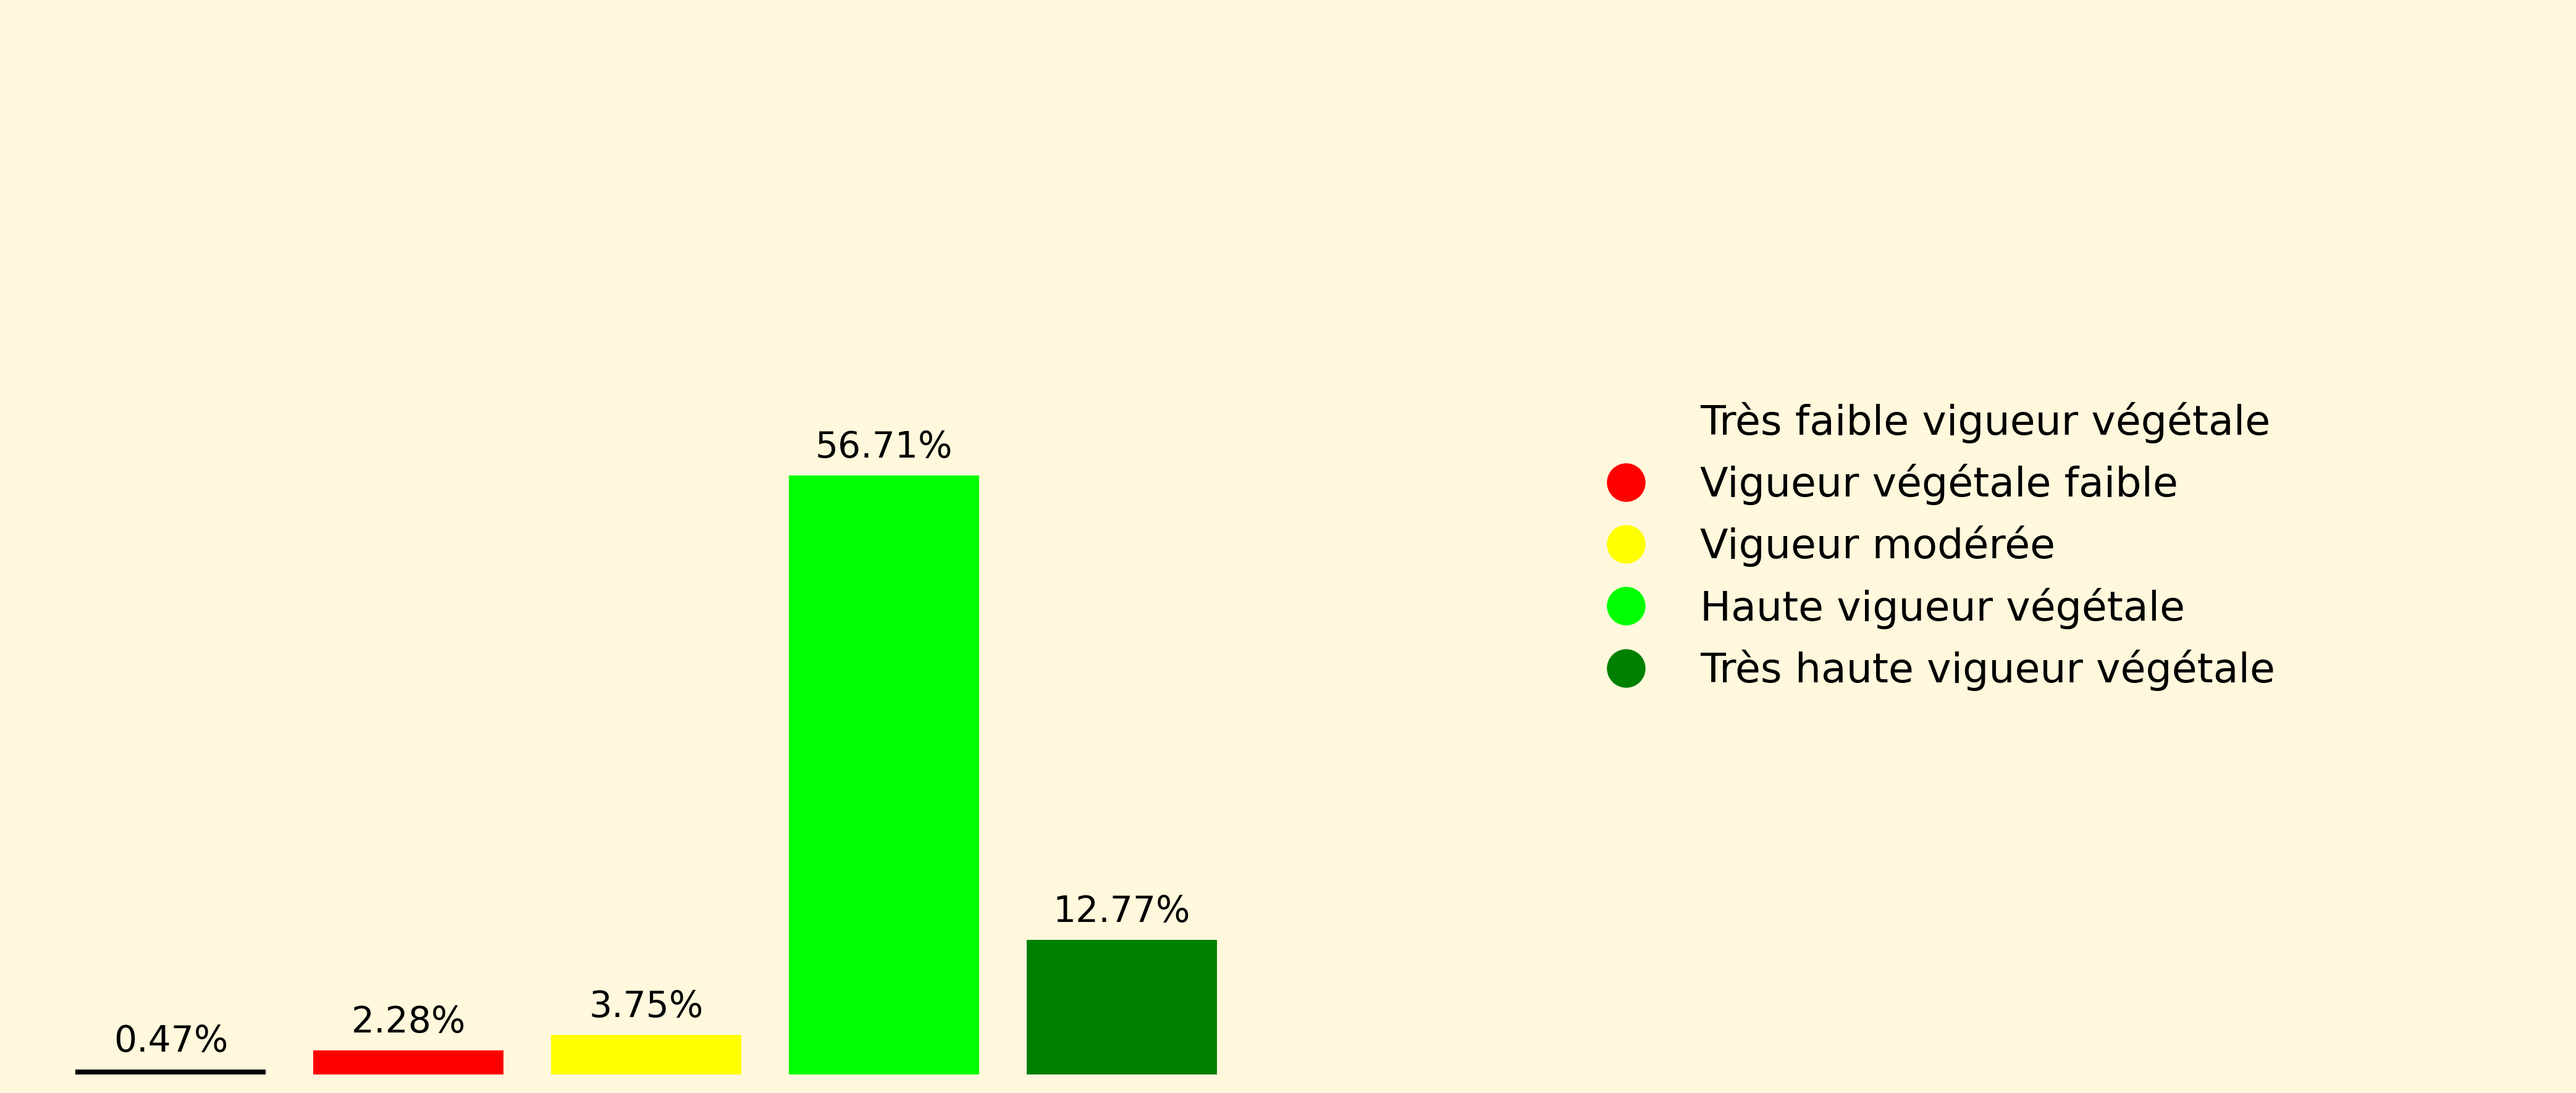 56.71%
12.77%
3.75%
2.28%
0.47%
Très faible vigueur végétale
Vigueur végétale faible
Vigueur modérée
Haute vigueur végétale
Très haute vigueur végétale